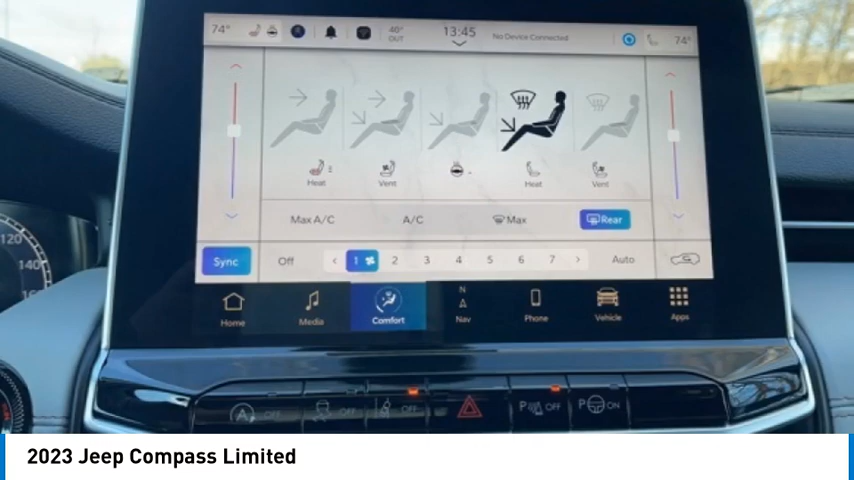 74° 46° OUT 13:45 No Device Connected 74°
Heat Vent Heat Vent
Max A/C A/C Max Rear
Sync Off < 1 2 3 4 5 6 7 > Auto
120
140
Home Media Comfort N Nav Phone Vehicle Apps
A OFF OFF OFF P OFF P ON
2023 Jeep Compass Limited